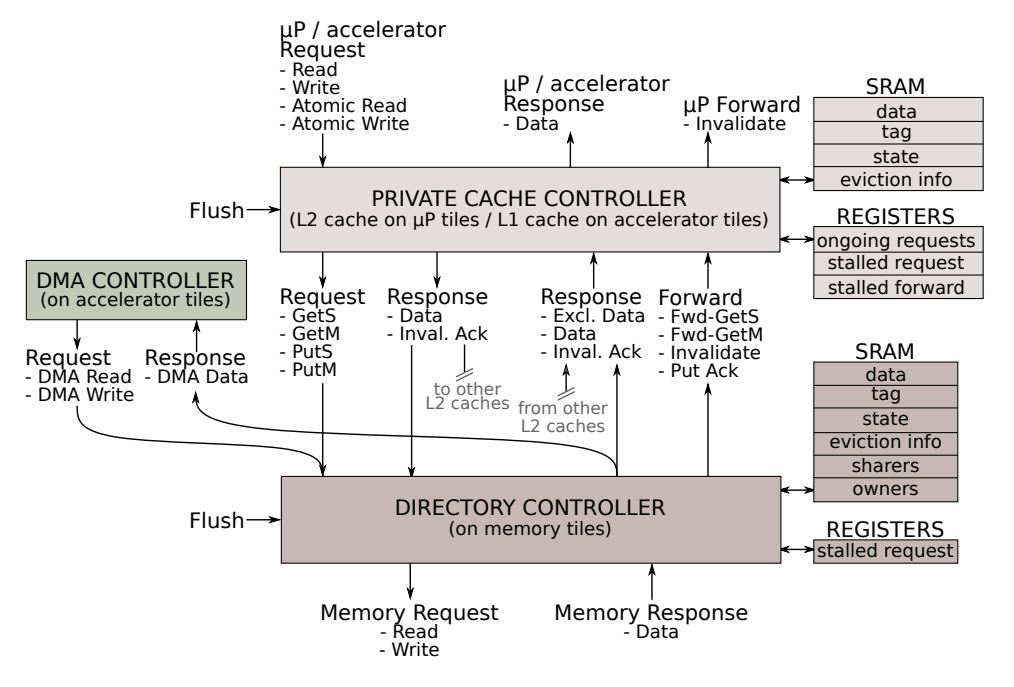 µP / accelerator
Request
- Read
- Write
- Atomic Read
- Atomic Write
µP / accelerator
Response
- Data
µP Forward
- Invalidate
SRAM
data
tag
state
eviction info
PRIVATE CACHE CONTROLLER
(L2 cache on µP tiles / L1 cache on accelerator tiles)
Flush
REGISTERS
ongoing requests
stalled request
stalled forward
DMA CONTROLLER
(on accelerator tiles)
Request
- DMA Read
- DMA Write
Response
- DMA Data
Request
- GetS
- GetM
- PutS
- PutM
Response
- Data
- Inval. Ack
to other
L2 caches
Response
- Excl. Data
- Data
- Inval. Ack
from other
L2 caches
Forward
- Fwd-GetS
- Fwd-GetM
- Invalidate
- Put Ack
SRAM
data
tag
state
eviction info
sharers
owners
Flush
DIRECTORY CONTROLLER
(on memory tiles)
REGISTERS
stalled request
Memory Request
- Read
- Write
Memory Response
- Data